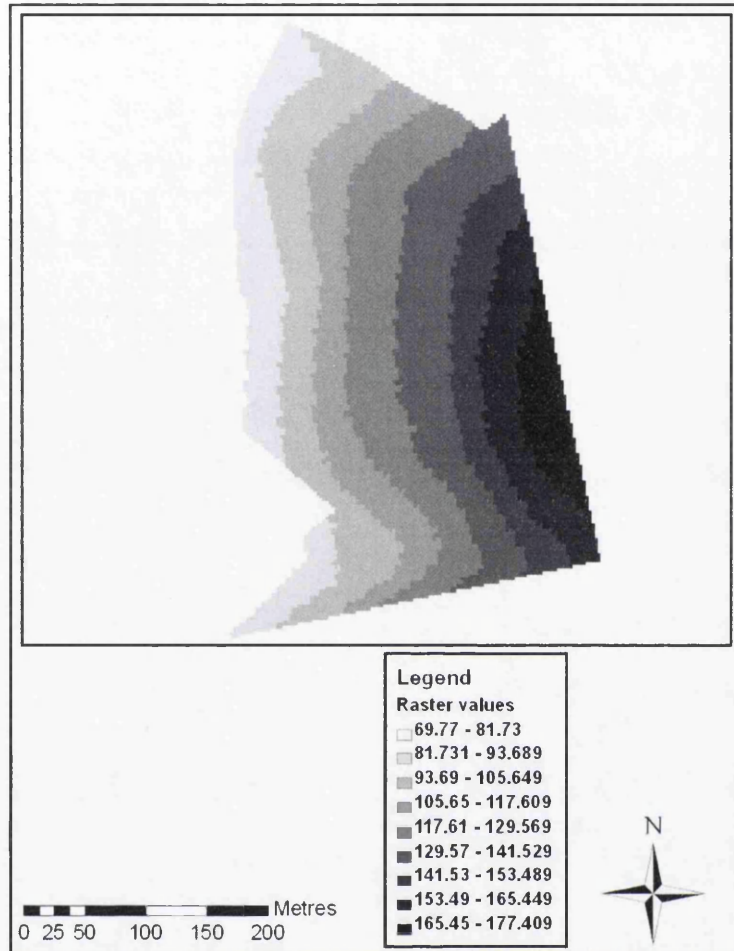 Legend
Raster values
69.77 - 81.73
81.731 - 93.689
93.69 - 105.649
105.65 - 117.609
117.61 - 129.569
129.57 - 141.529
141.53 - 153.489
153.49 - 165.449
165.45 - 177.409
N
Metres
0 25 50 100 150 200